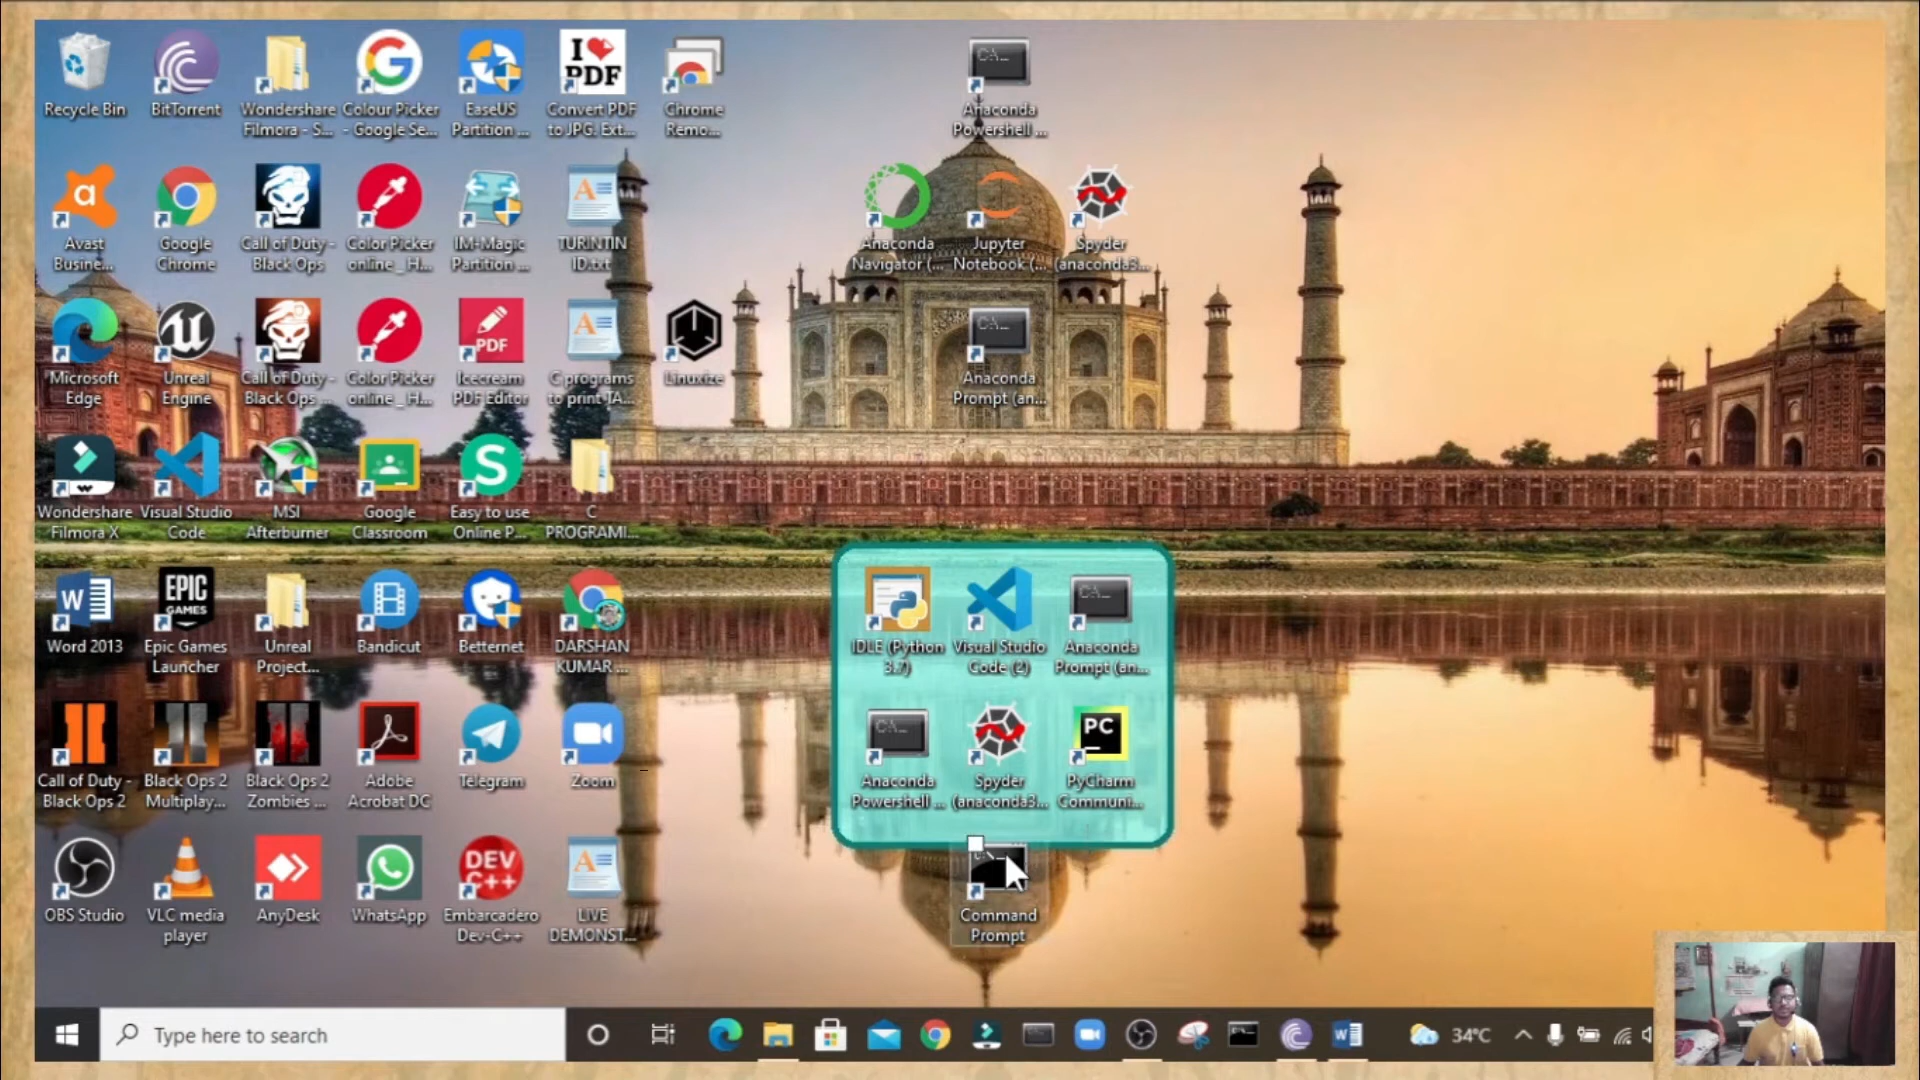 Recycle Bin
BitTorrent
Wondershare
Filmora - S...
Colour Picker
- Google Se...
EaseUS
Partition ...
I
PDF
Convert PDF
to JPG. Ext...
Chrome
Remo...
C:\...
Anaconda
Powershell ...
a
Avast
Busine...
Google
Chrome
Call of Duty -
Black Ops
Color Picker
online _ H...
IM-Magic
Partition ...
TURINTIN
ID.txt
Anaconda
Navigator (...
Jupyter
Notebook (...
Spyder
(anaconda3...
Microsoft
Edge
Unreal
Engine
Call of Duty -
Black Ops ...
Color Picker
online _ H...
PDF
Icecream
PDF Editor
C programs
to print TA...
Linuxize
C:\...
Anaconda
Prompt (an...
Wondershare
Filmora X
Visual Studio
Code
MSI
Afterburner
Google
Classroom
S
Easy to use
Online P...
C
PROGRAMI...
W
Word 2013
EPIC
GAMES
Epic Games
Launcher
Unreal
Project...
Bandicut
Betternet
DARSHAN
KUMAR ...
IDLE (Python
3.7)
Visual Studio
Code (2)
C:\...
Anaconda
Prompt (an...
Call of Duty -
Black Ops 2
Black Ops 2
Multiplay...
Black Ops 2
Zombies ...
Adobe
Acrobat DC
Telegram
Zoom
C:\...
Anaconda
Powershell ...
Spyder
(anaconda3...
PC
PyCharm
Communi...
OBS Studio
VLC media
player
AnyDesk
WhatsApp
DEV
C++
Embarcadero
Dev-C++
LIVE
DEMONST...
Command
Prompt
Type here to search
34°C